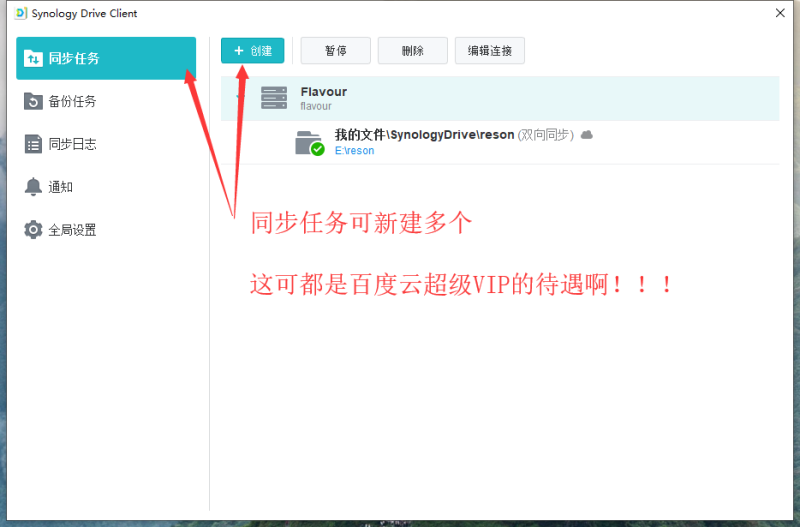 Synology Drive Client
同步任务
备份任务
同步日志
通知
全局设置
+ 创建
暂停
删除
编辑连接
Flavour
flavour
我的文件\SynologyDrive\reson (双向同步)
E:\reson
同步任务可新建多个
这可都是百度云超级VIP的待遇啊！！！